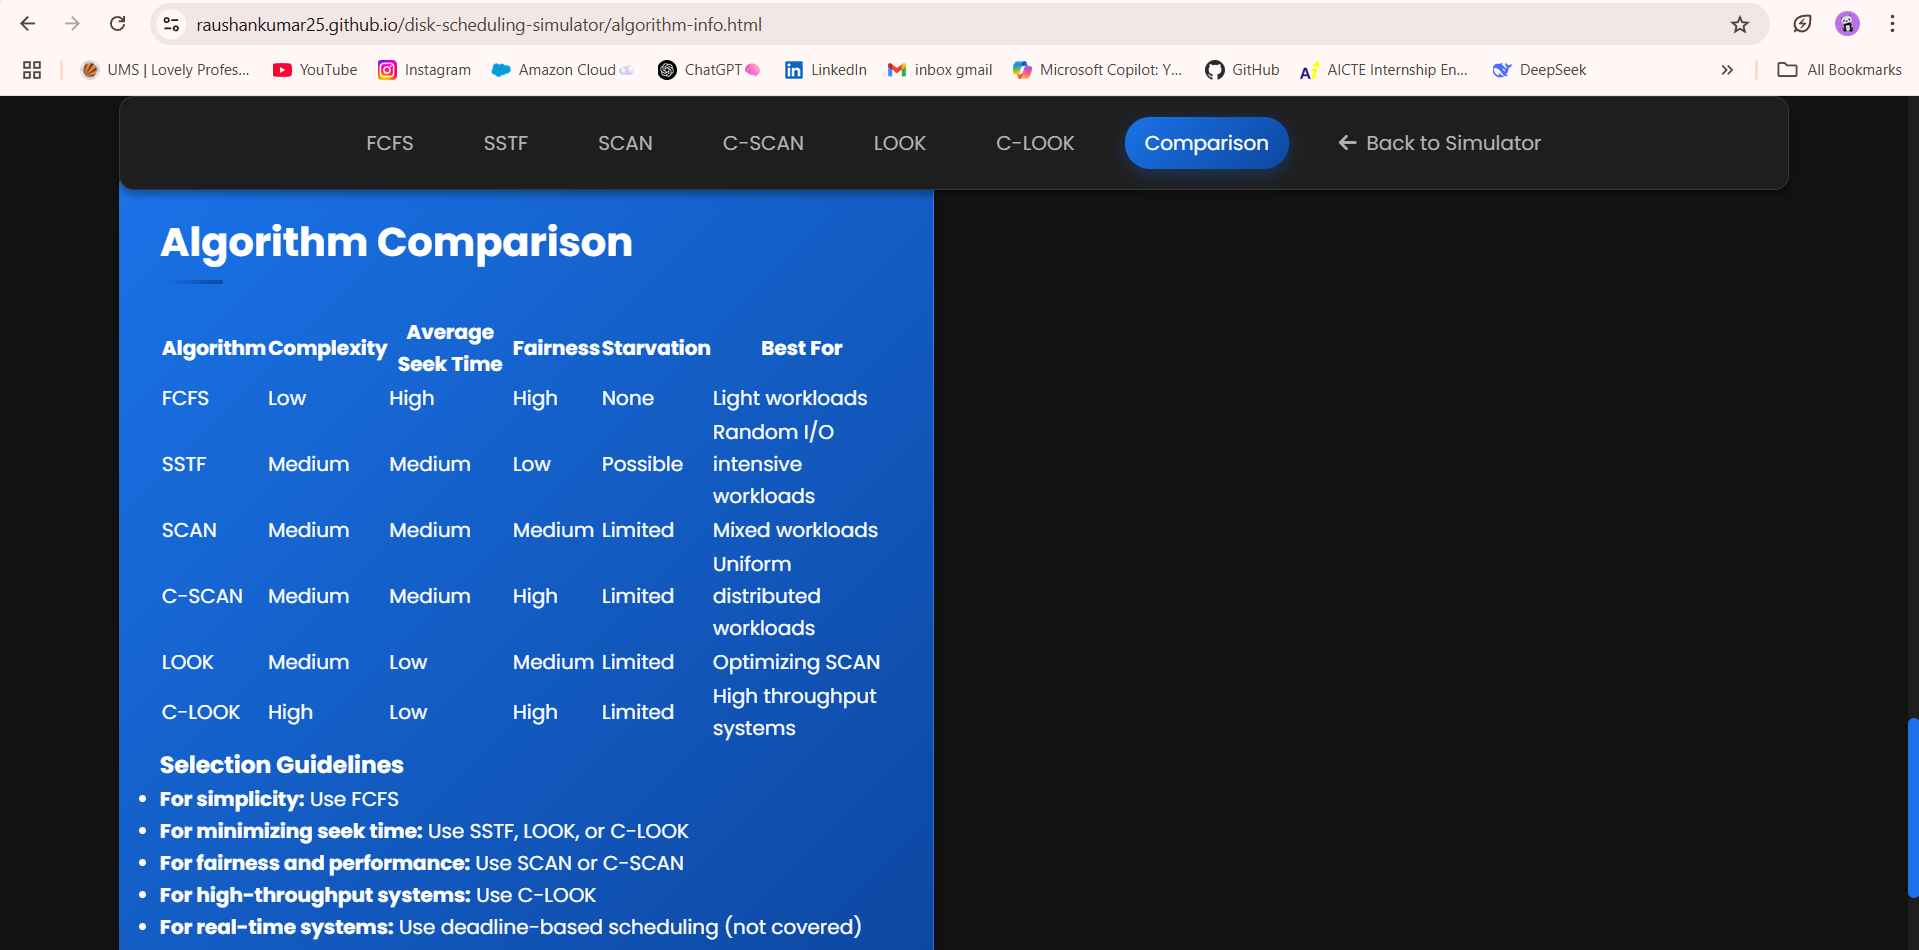 raushankumar25.github.io/disk-scheduling-simulator/algorithm-info.html
UMS | Lovely Profes... YouTube Instagram Amazon Cloud ChatGPT LinkedIn inbox gmail Microsoft Copilot: Y... GitHub AICTE Internship En... DeepSeek » All Bookmarks
FCFS SSTF SCAN C-SCAN LOOK C-LOOK Comparison ← Back to Simulator
Algorithm Comparison
Algorithm Complexity Average Seek Time Fairness Starvation Best For
FCFS Low High High None Light workloads
SSTF Medium Medium Low Possible Random I/O intensive workloads
SCAN Medium Medium Medium Limited Mixed workloads
C-SCAN Medium Medium High Limited Uniform distributed workloads
LOOK Medium Low Medium Limited Optimizing SCAN
C-LOOK High Low High Limited High throughput systems
Selection Guidelines
• For simplicity: Use FCFS
• For minimizing seek time: Use SSTF, LOOK, or C-LOOK
• For fairness and performance: Use SCAN or C-SCAN
• For high-throughput systems: Use C-LOOK
• For real-time systems: Use deadline-based scheduling (not covered)